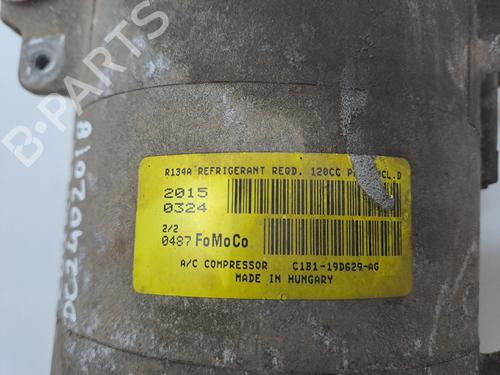 R134A REFRIGERANT REQD. 120CC
2015
0324
2/2
0487 FoMoCo
A/C COMPRESSOR C1B1-19D629-AG
MADE IN HUNGARY
B-PARTS